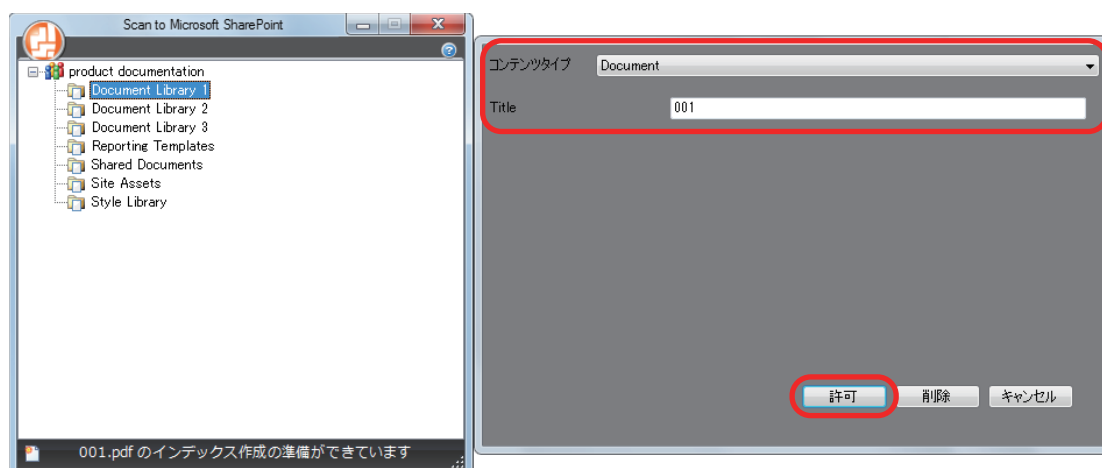 Scan to Microsoft SharePoint
product documentation
Document Library 1
Document Library 2
Document Library 3
Reporting Templates
Shared Documents
Site Assets
Style Library
001.pdf のインデックス作成の準備ができています
コンテンツタイプ Document
Title 001
許可 削除 キャンセル